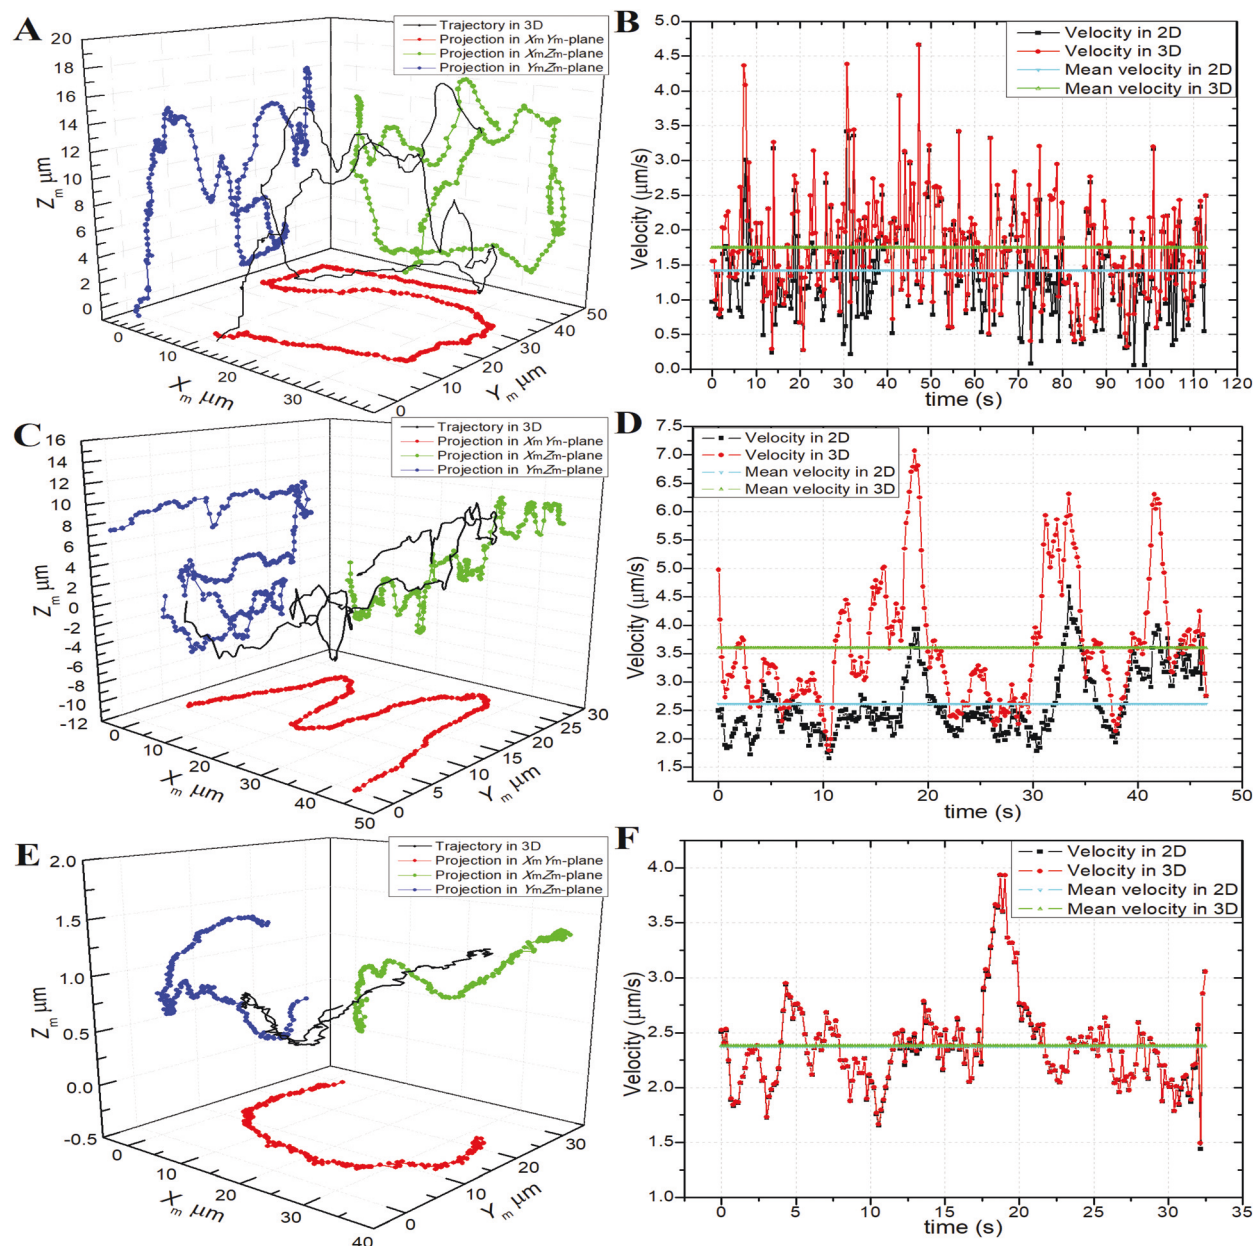 A
Trajectory in 3D
Projection in XmYm-plane
Projection in XmZm-plane
Projection in YmZm-plane
Zm μm
20
18
16
14
12
10
8
6
4
2
0
0
10
20
30
Xm μm
0
10
20
30
40
50
Ym μm
B
Velocity in 2D
Velocity in 3D
Mean velocity in 2D
Mean velocity in 3D
Velocity (μm/s)
5.0
4.5
4.0
3.5
3.0
2.5
2.0
1.5
1.0
0.5
0.0
0 10 20 30 40 50 60 70 80 90 100 110 120
time (s)
C
Trajectory in 3D
Projection in XmYm-plane
Projection in XmZm-plane
Projection in YmZm-plane
Zm μm
16
14
12
10
8
6
4
2
0
-2
-4
-6
-8
-10
-12
0
10
20
30
40
50
Xm μm
0
5
10
15
20
25
30
Ym μm
D
Velocity in 2D
Velocity in 3D
Mean velocity in 2D
Mean velocity in 3D
Velocity (μm/s)
7.5
7.0
6.5
6.0
5.5
5.0
4.5
4.0
3.5
3.0
2.5
2.0
1.5
0 10 20 30 40 50
time (s)
E
Trajectory in 3D
Projection in XmYm-plane
Projection in XmZm-plane
Projection in YmZm-plane
Zm μm
2.0
1.5
1.0
0.5
0.0
-0.5
0
10
20
30
40
Xm μm
0
10
20
30
Ym μm
F
Velocity in 2D
Velocity in 3D
Mean velocity in 2D
Mean velocity in 3D
Velocity (μm/s)
4.0
3.5
3.0
2.5
2.0
1.5
1.0
0 5 10 15 20 25 30 35
time (s)